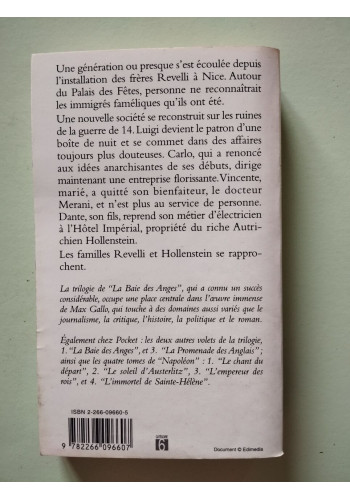 Une génération ou presque s'est écoulée depuis
l'installation des frères Revelli à Nice. Autour
du Palais des Fêtes, personne ne reconnaîtrait
les immigrés faméliques qu'ils ont été.
Une nouvelle société se reconstruit sur les ruines
de la guerre de 14. Luigi devient le patron d'une
boîte de nuit et se commet dans des affaires
toujours plus douteuses. Carlo, qui a renoncé
aux idées anarchisantes de ses débuts, dirige
maintenant une entreprise florissante. Vincente,
marié, a quitté son bienfaiteur, le docteur
Merani, et n'est plus au service de personne.
Dante, son fils, reprend son métier d'électricien
à l'Hôtel Impérial, propriété du riche Autri-
chien Hollenstein.
Les familles Revelli et Hollenstein se rappro-
chent.
La trilogie de "La Baie des Anges", qui a connu un succès
considérable, occupe une place centrale dans l'œuvre immense
de Max Gallo, qui touche à des domaines aussi variés que le
journalisme, la critique, l'histoire, la politique et le roman.
Également chez Pocket : les deux autres volets de la trilogie,
1. "La Baie des Anges", et 3. "La Promenade des Anglais" ;
ainsi que les quatre tomes de "Napoléon" : 1. "Le chant du
départ", 2. "Le soleil d'Austerlitz", 3. "L'empereur des
rois", et 4. "L'immortel de Sainte-Hélène".
ISBN 2-266-09660-5
9 782266 096607
6
Document © Edimedia